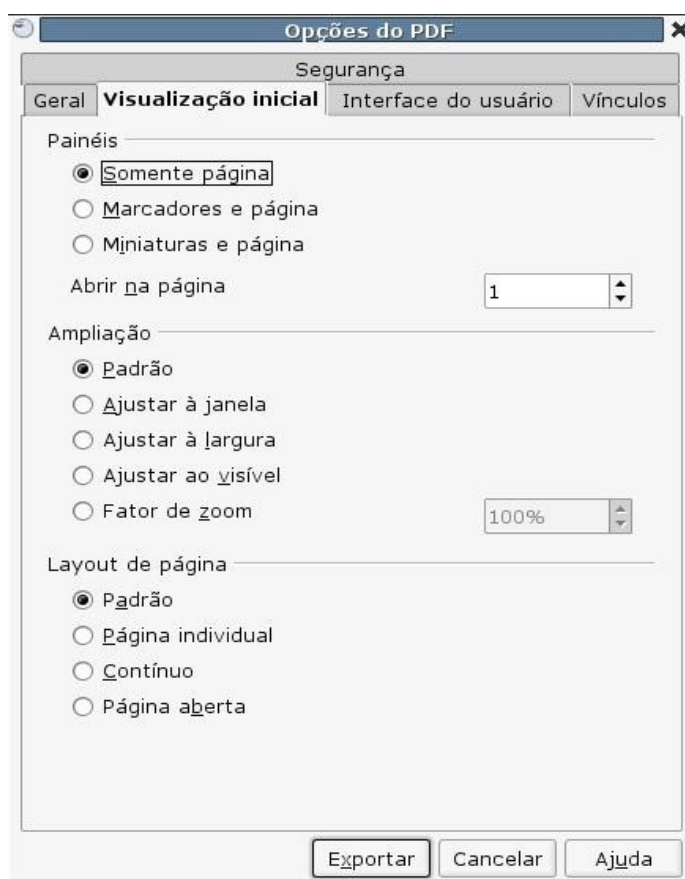 Opções do PDF
Segurança
Geral Visualização inicial Interface do usuário Vínculos
Painéis
Somente página
Marcadores e página
Miniaturas e página
Abrir na página 1
Ampliação
Padrão
Ajustar à janela
Ajustar à largura
Ajustar ao visível
Fator de zoom 100%
Layout de página
Padrão
Página individual
Contínuo
Página aberta
Exportar Cancelar Ajuda